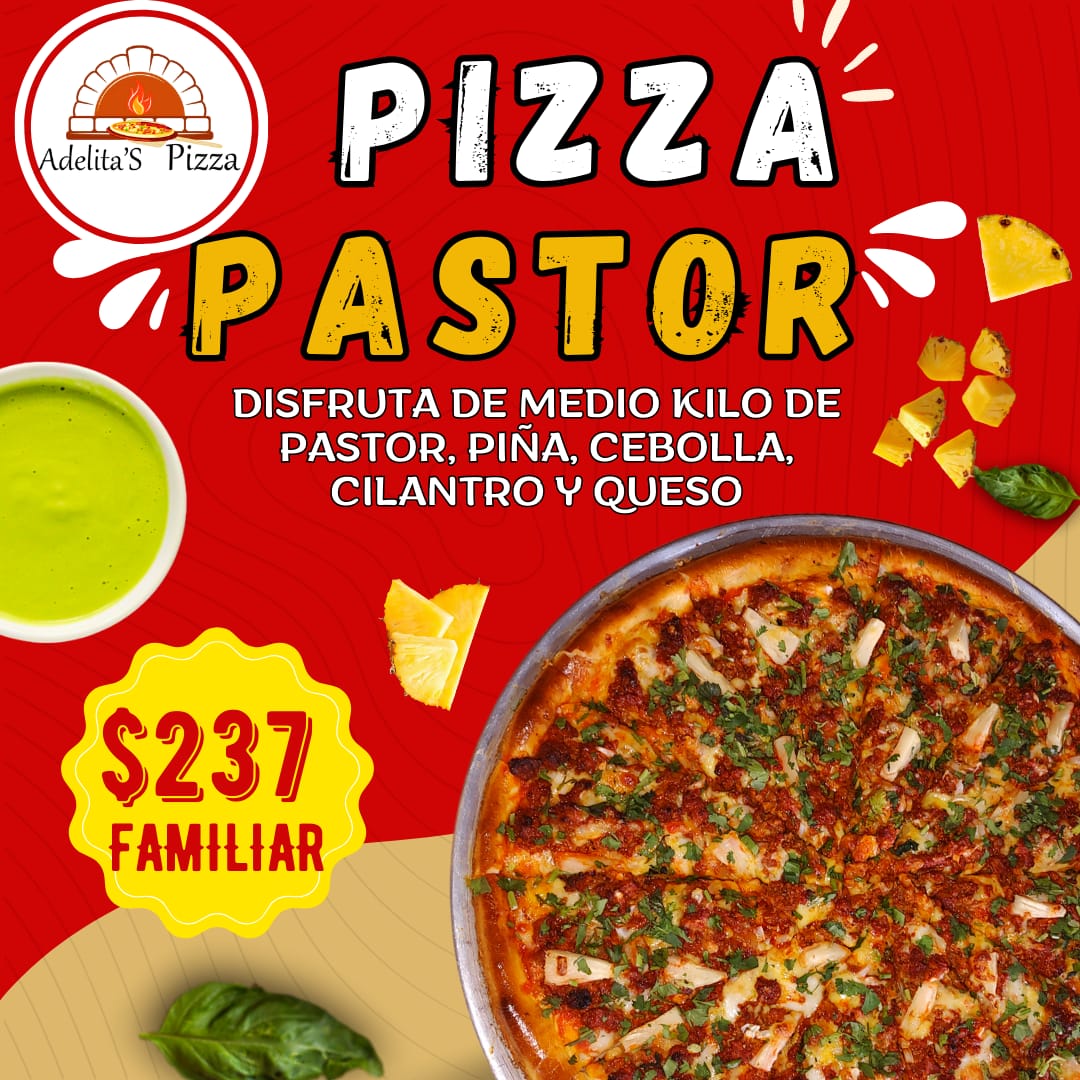 Adelita'S Pizza
PIZZA
PASTOR
DISFRUTA DE MEDIO KILO DE
PASTOR, PIÑA, CEBOLLA,
CILANTRO Y QUESO
$237
FAMILIAR